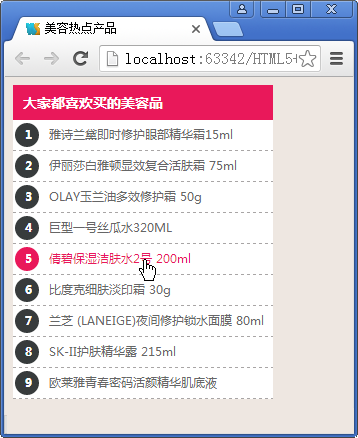 美容热点产品
localhost:63342/HTML5
大家都喜欢买的美容品
1 雅诗兰黛即时修护眼部精华霜15ml
2 伊丽莎白雅顿显效复合活肤霜 75ml
3 OLAY玉兰油多效修护霜 50g
4 巨型一号丝瓜水320ML
5 倩碧保湿洁肤水2号 200ml
6 比度克细肤淡印霜 30g
7 兰芝 (LANEIGE)夜间修护锁水面膜 80ml
8 SK-II护肤精华露 215ml
9 欧莱雅青春密码活颜精华肌底液